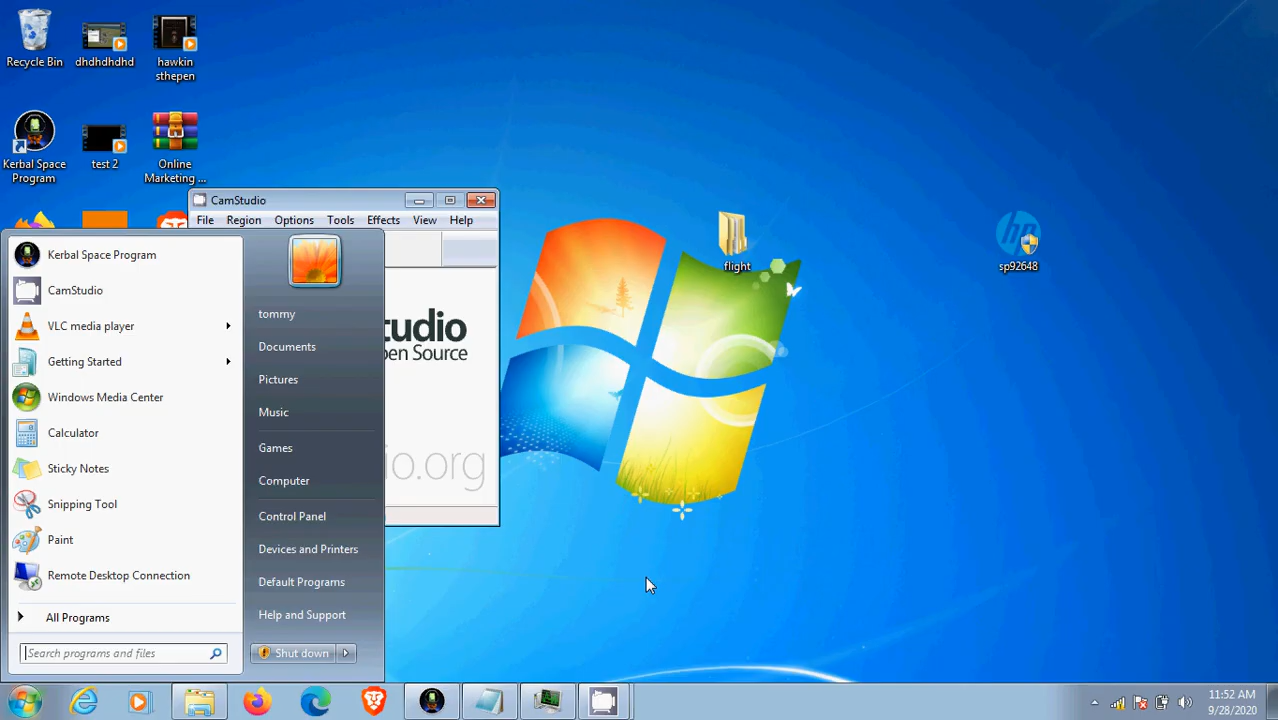 Recycle Bin
dhdhdhdhd
hawkin
sthepen
Kerbal Space
Program
test 2
Online
Marketing ...
CamStudio
File Region Options Tools Effects View Help
flight
hp
sp92648
Kerbal Space Program
CamStudio
VLC media player
Getting Started
Windows Media Center
Calculator
Sticky Notes
Snipping Tool
Paint
Remote Desktop Connection
All Programs
Search programs and files
tommy
Documents
Pictures
Music
Games
Computer
Control Panel
Devices and Printers
Default Programs
Help and Support
Shut down
tudio
pen Source
io.org
11:52 AM
9/28/2020